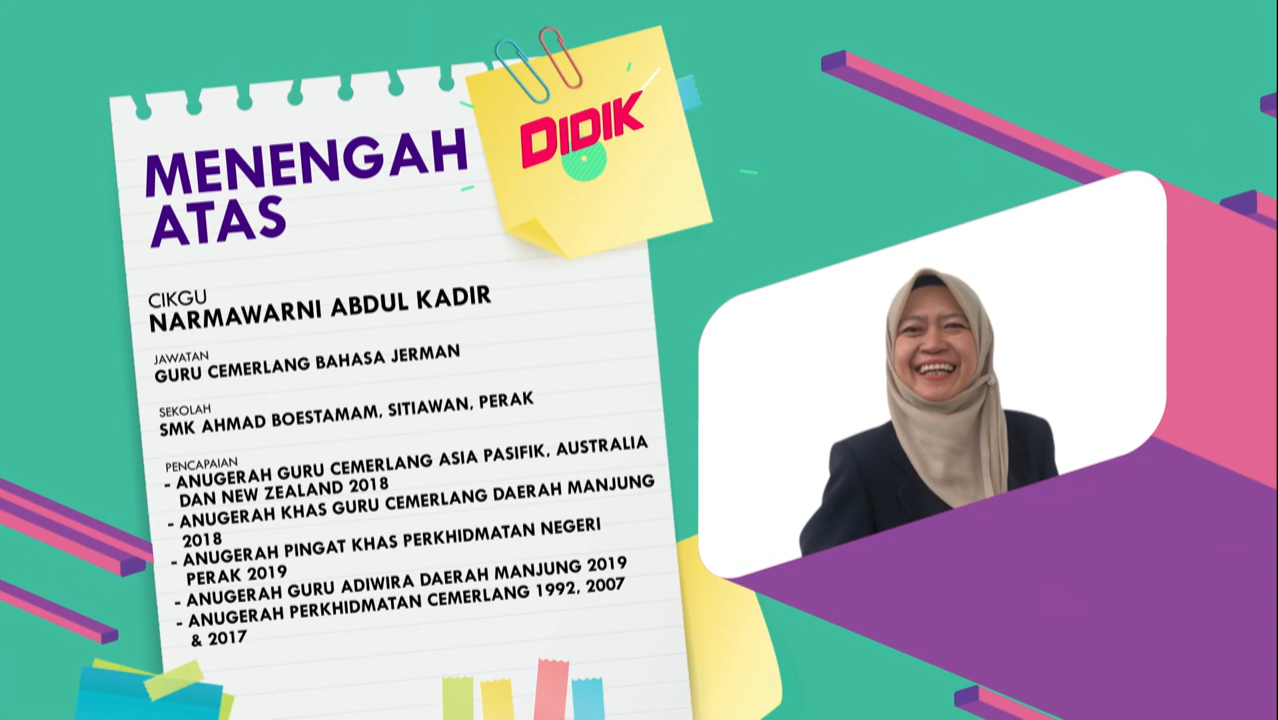 MENENGAH
ATAS
DIDIK
CIKGU
NARMAWARNI ABDUL KADIR
JAWATAN
GURU CEMERLANG BAHASA JERMAN
SEKOLAH
SMK AHMAD BOESTAMAM, SITIAWAN, PERAK
PENCAPAIAN
- ANUGERAH GURU CEMERLANG ASIA PASIFIK, AUSTRALIA
DAN NEW ZEALAND 2018
- ANUGERAH KHAS GURU CEMERLANG DAERAH MANJUNG
2018
- ANUGERAH PINGAT KHAS PERKHIDMATAN NEGERI
PERAK 2019
- ANUGERAH GURU ADIWIRA DAERAH MANJUNG 2019
- ANUGERAH PERKHIDMATAN CEMERLANG 1992, 2007
& 2017